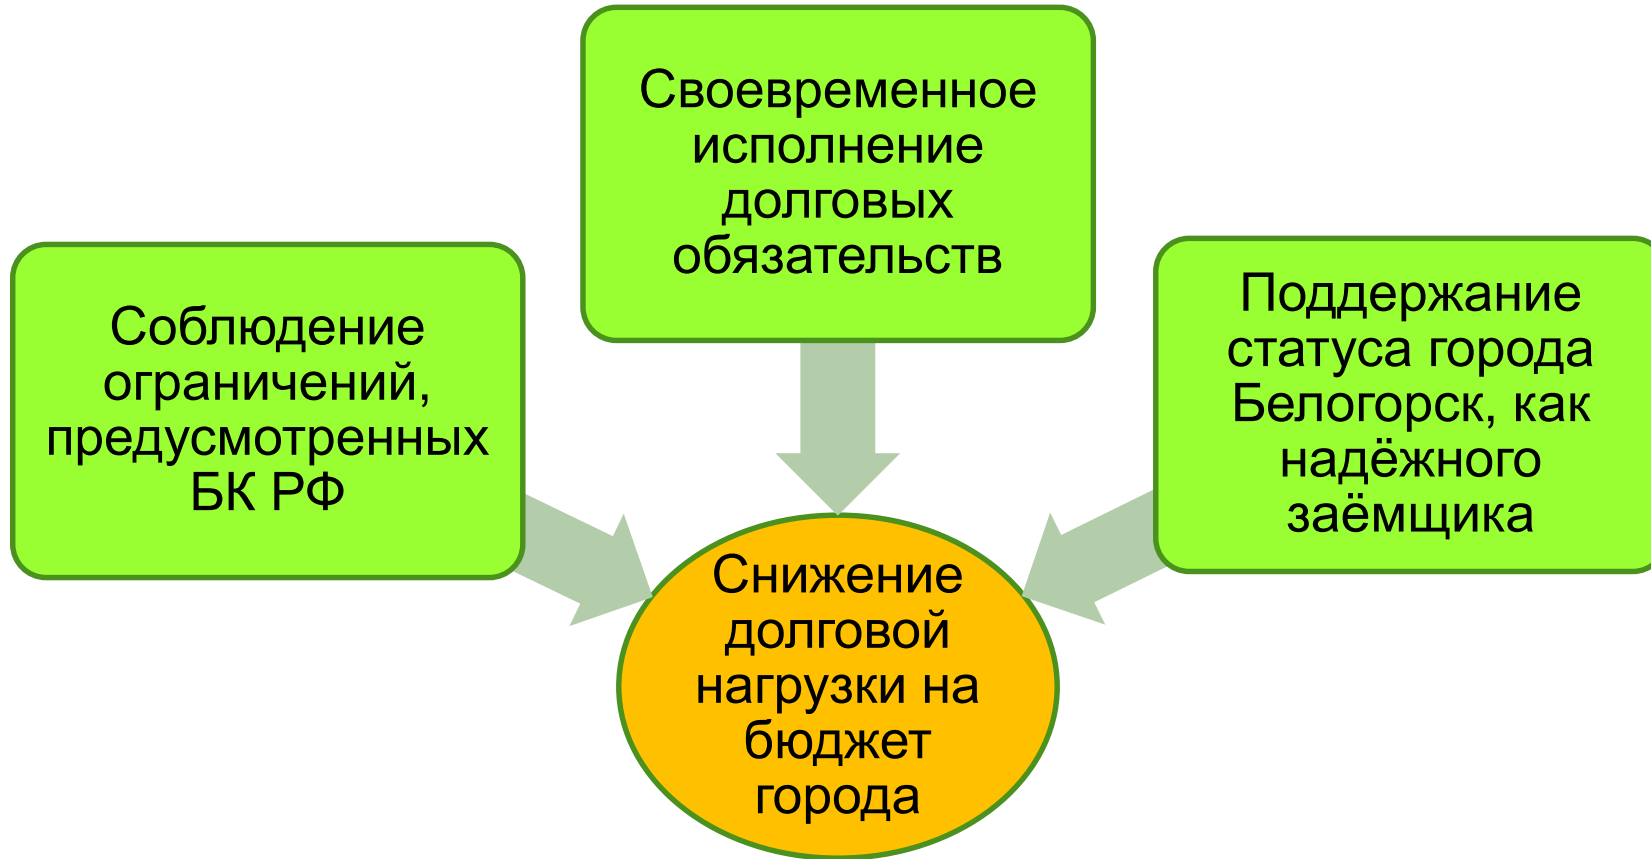 Своевременное
исполнение
долговых
обязательств
Соблюдение
ограничений,
предусмотренных
БК РФ
Поддержание
статуса города
Белогорск, как
надёжного
заёмщика
Снижение
долговой
нагрузки на
бюджет
города